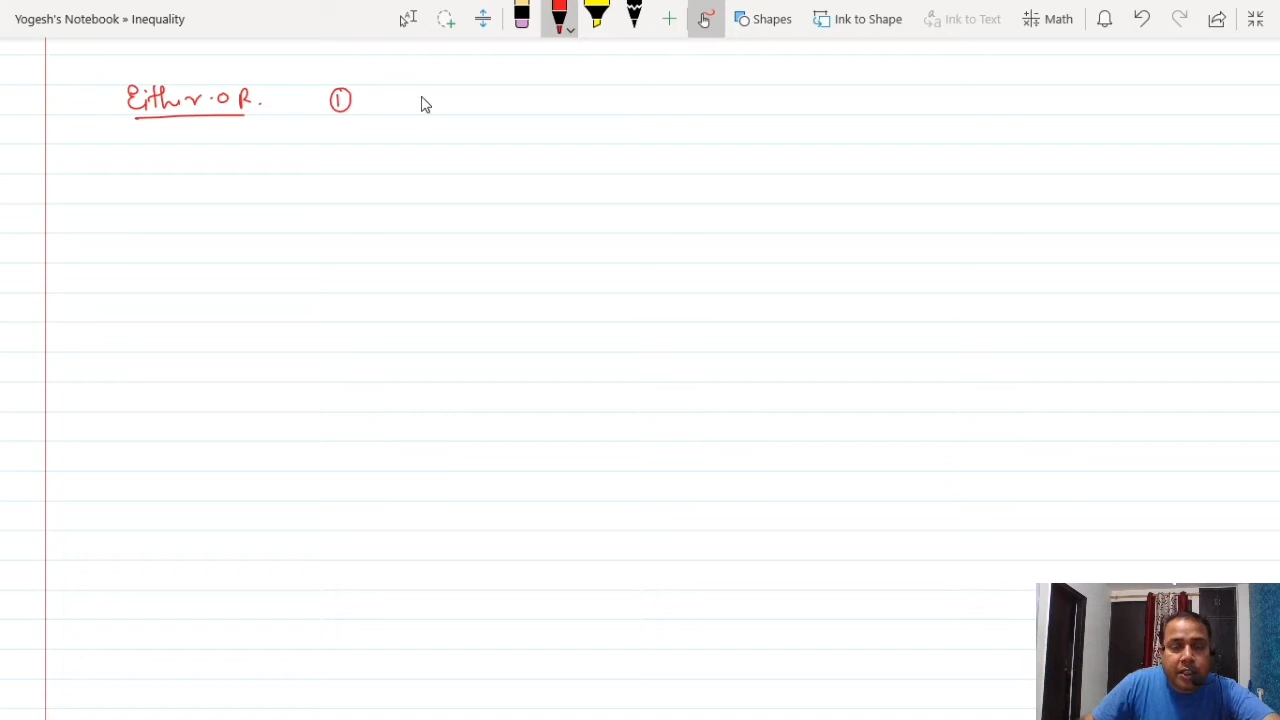 Yogesh's Notebook » Inequality
Shapes
Ink to Shape
Ink to Text
Math
Either.OR. ①